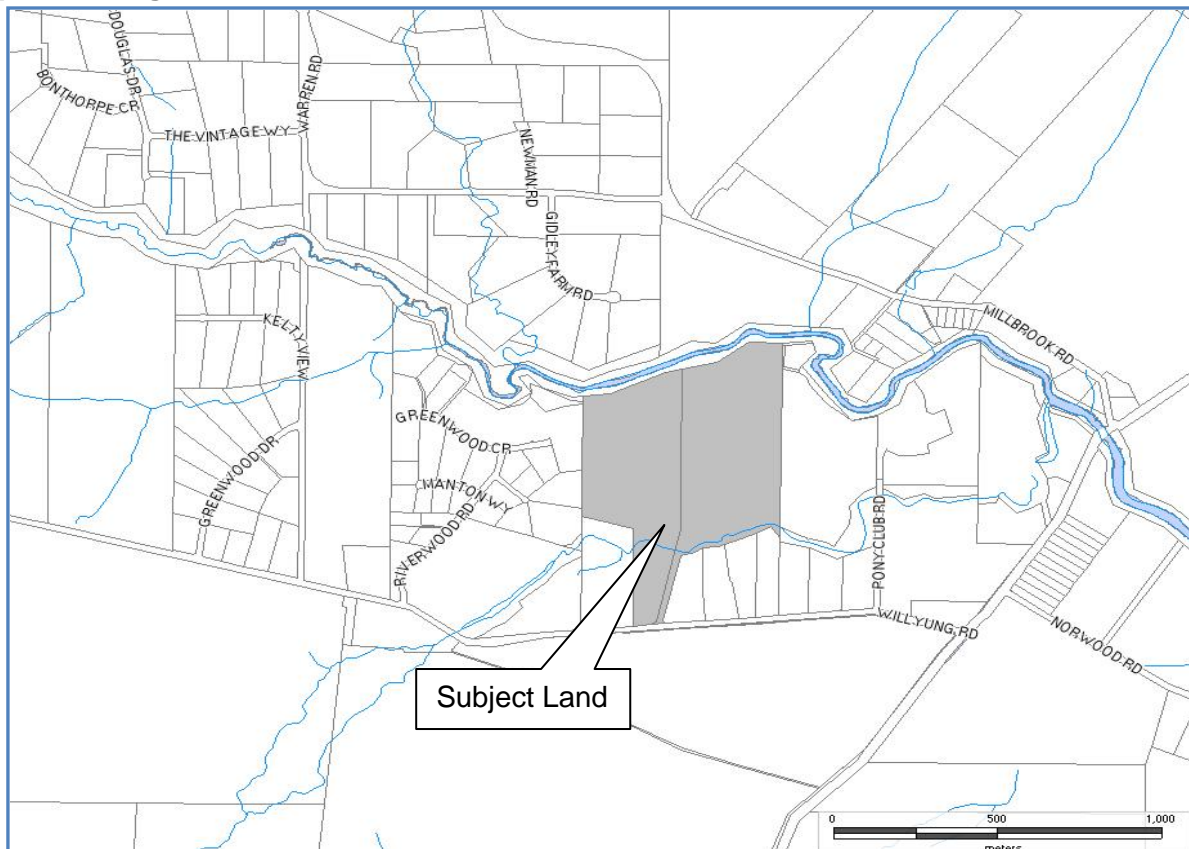 DOUGLAS DR
BONTHORPE CR
THE VINTAGE WY
WARREN RD
NEWMAN RD
GIDLEY FARM RD
KELTY VIEW
MILLBROOK RD
GREENWOOD CR
GREENWOOD DR
MANTON WY
RIVERWOOD RD
PONY CLUB RD
WILLYUNG RD
NORWOOD RD
Subject Land
0 500 1,000
meters